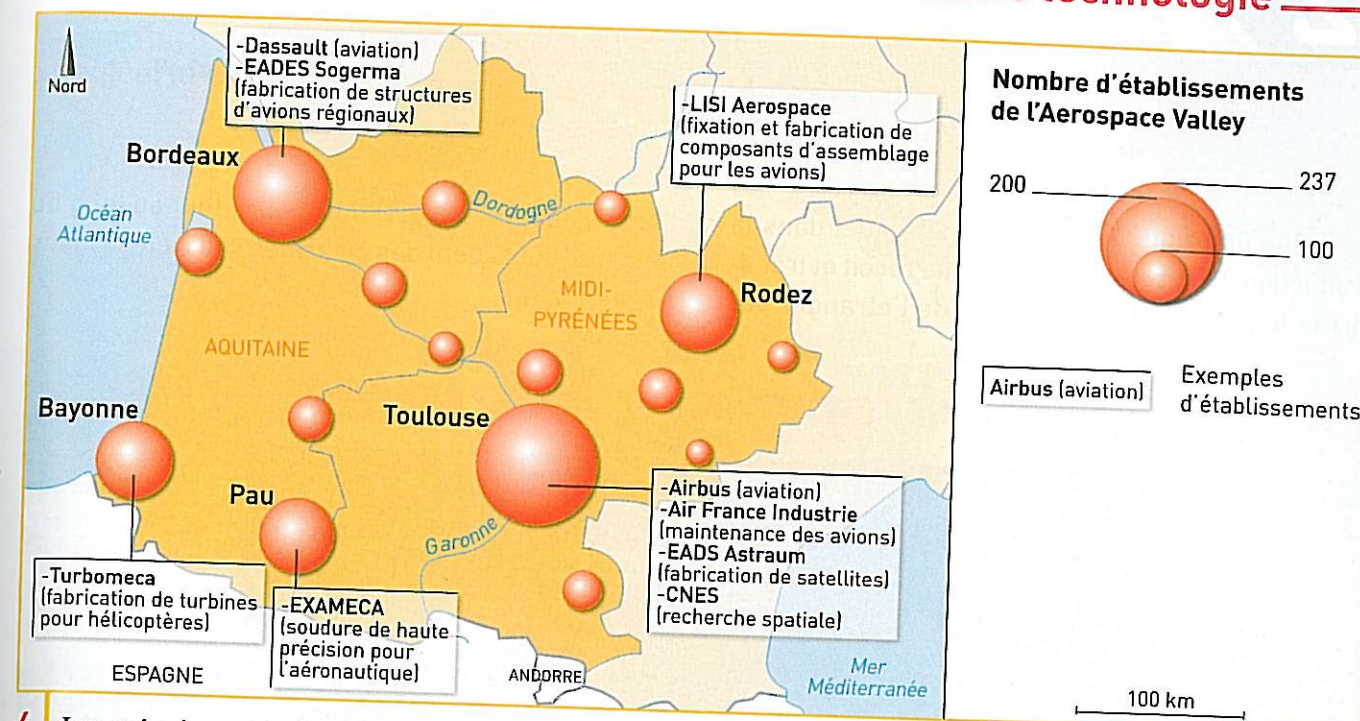 technologie
Nord
-Dassault (aviation)
-EADES Sogerma
(fabrication de structures
d'avions régionaux)
-LISI Aerospace
(fixation et fabrication de
composants d'assemblage
pour les avions)
Bordeaux
Dordogne
Océan
Atlantique
MIDI-
PYRÉNÉES
Rodez
AQUITAINE
Bayonne
Toulouse
Pau
Garonne
-Airbus (aviation)
-Air France Industrie
(maintenance des avions)
-EADS Astraum
(fabrication de satellites)
-CNES
(recherche spatiale)
-Turbomeca
(fabrication de turbines
pour hélicoptères)
-EXAMECA
(soudure de haute
précision pour
l'aéronautique)
ESPAGNE
ANDORRE
Mer
Méditerranée
Nombre d'établissements
de l'Aerospace Valley
200
237
100
Airbus (aviation)
Exemples
d'établissements
100 km